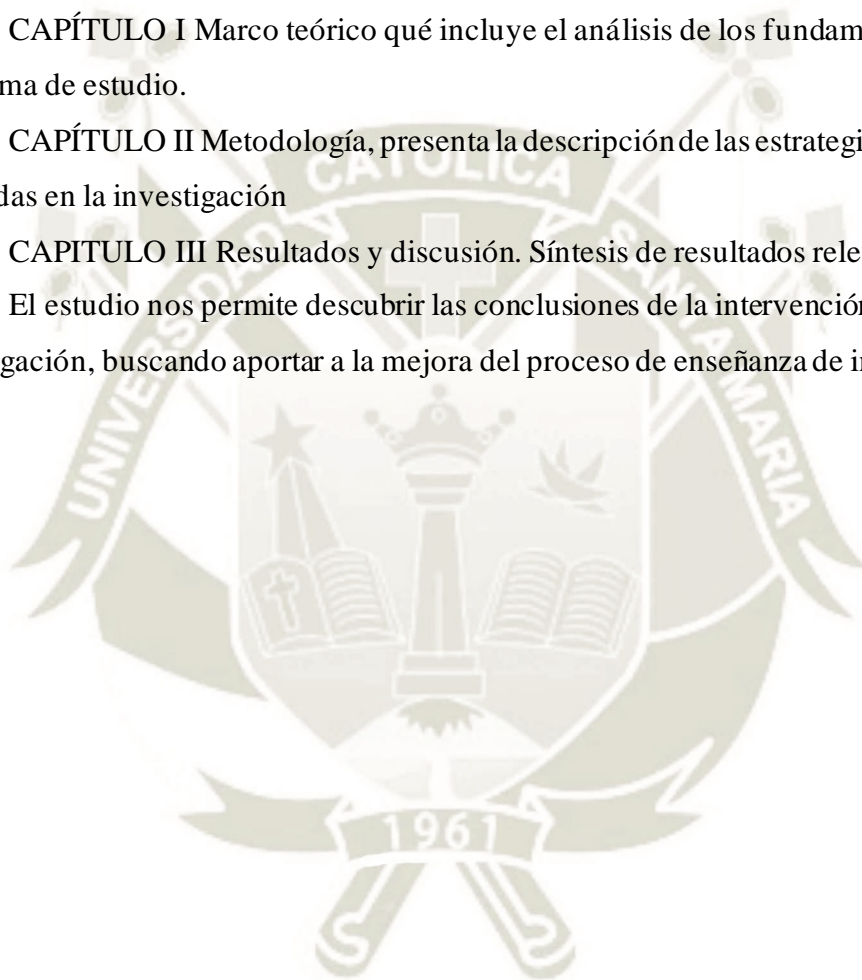 CAPÍTULO I Marco teórico qué incluye el análisis de los fundam
ma de estudio.
CAPÍTULO II Metodología, presenta la descripción de las estrategi
das en la investigación
CAPITULO III Resultados y discusión. Síntesis de resultados rele
El estudio nos permite descubrir las conclusiones de la intervención
gación, buscando aportar a la mejora del proceso de enseñanza de in
UNIVERSIDAD CATOLICA SANTA MARIA
1961